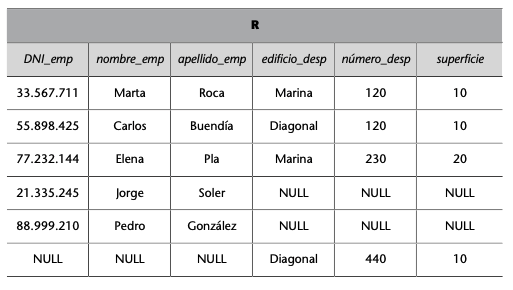 R
DNI_emp nombre_emp apellido_emp edificio_desp número_desp superficie
33.567.711 Marta Roca Marina 120 10
55.898.425 Carlos Buendía Diagonal 120 10
77.232.144 Elena Pla Marina 230 20
21.335.245 Jorge Soler NULL NULL NULL
88.999.210 Pedro González NULL NULL NULL
NULL NULL NULL Diagonal 440 10